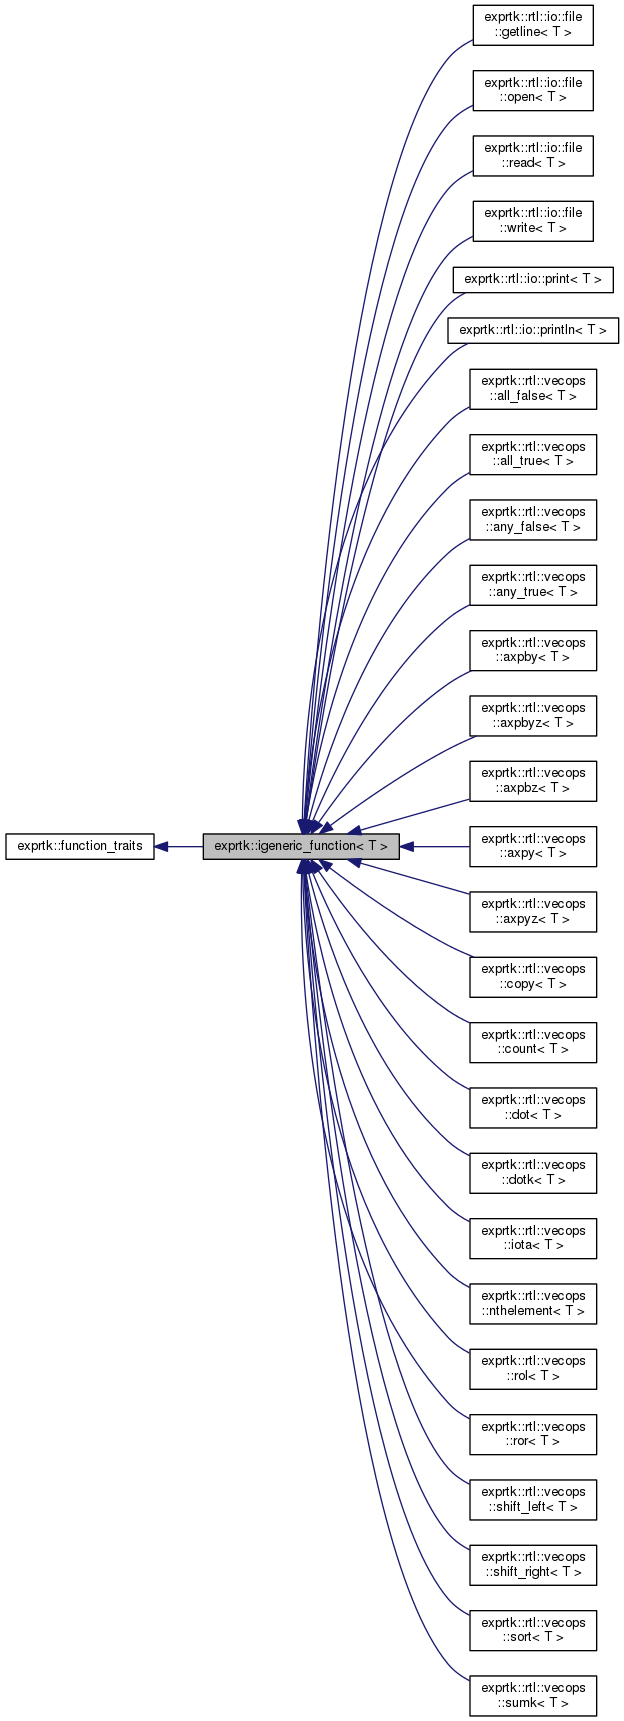 exprtk::rtl::io::file
::getline< T >
exprtk::rtl::io::file
::open< T >
exprtk::rtl::io::file
::read< T >
exprtk::rtl::io::file
::write< T >
exprtk::rtl::io::print< T >
exprtk::rtl::io::println< T >
exprtk::rtl::vecops
::all_false< T >
exprtk::rtl::vecops
::all_true< T >
exprtk::rtl::vecops
::any_false< T >
exprtk::rtl::vecops
::any_true< T >
exprtk::rtl::vecops
::axpby< T >
exprtk::rtl::vecops
::axpbyz< T >
exprtk::rtl::vecops
::axpbz< T >
exprtk::function_traits
exprtk::igeneric_function< T >
exprtk::rtl::vecops
::axpy< T >
exprtk::rtl::vecops
::axpyz< T >
exprtk::rtl::vecops
::copy< T >
exprtk::rtl::vecops
::count< T >
exprtk::rtl::vecops
::dot< T >
exprtk::rtl::vecops
::dotk< T >
exprtk::rtl::vecops
::iota< T >
exprtk::rtl::vecops
::nthelement< T >
exprtk::rtl::vecops
::rol< T >
exprtk::rtl::vecops
::ror< T >
exprtk::rtl::vecops
::shift_left< T >
exprtk::rtl::vecops
::shift_right< T >
exprtk::rtl::vecops
::sort< T >
exprtk::rtl::vecops
::sumk< T >